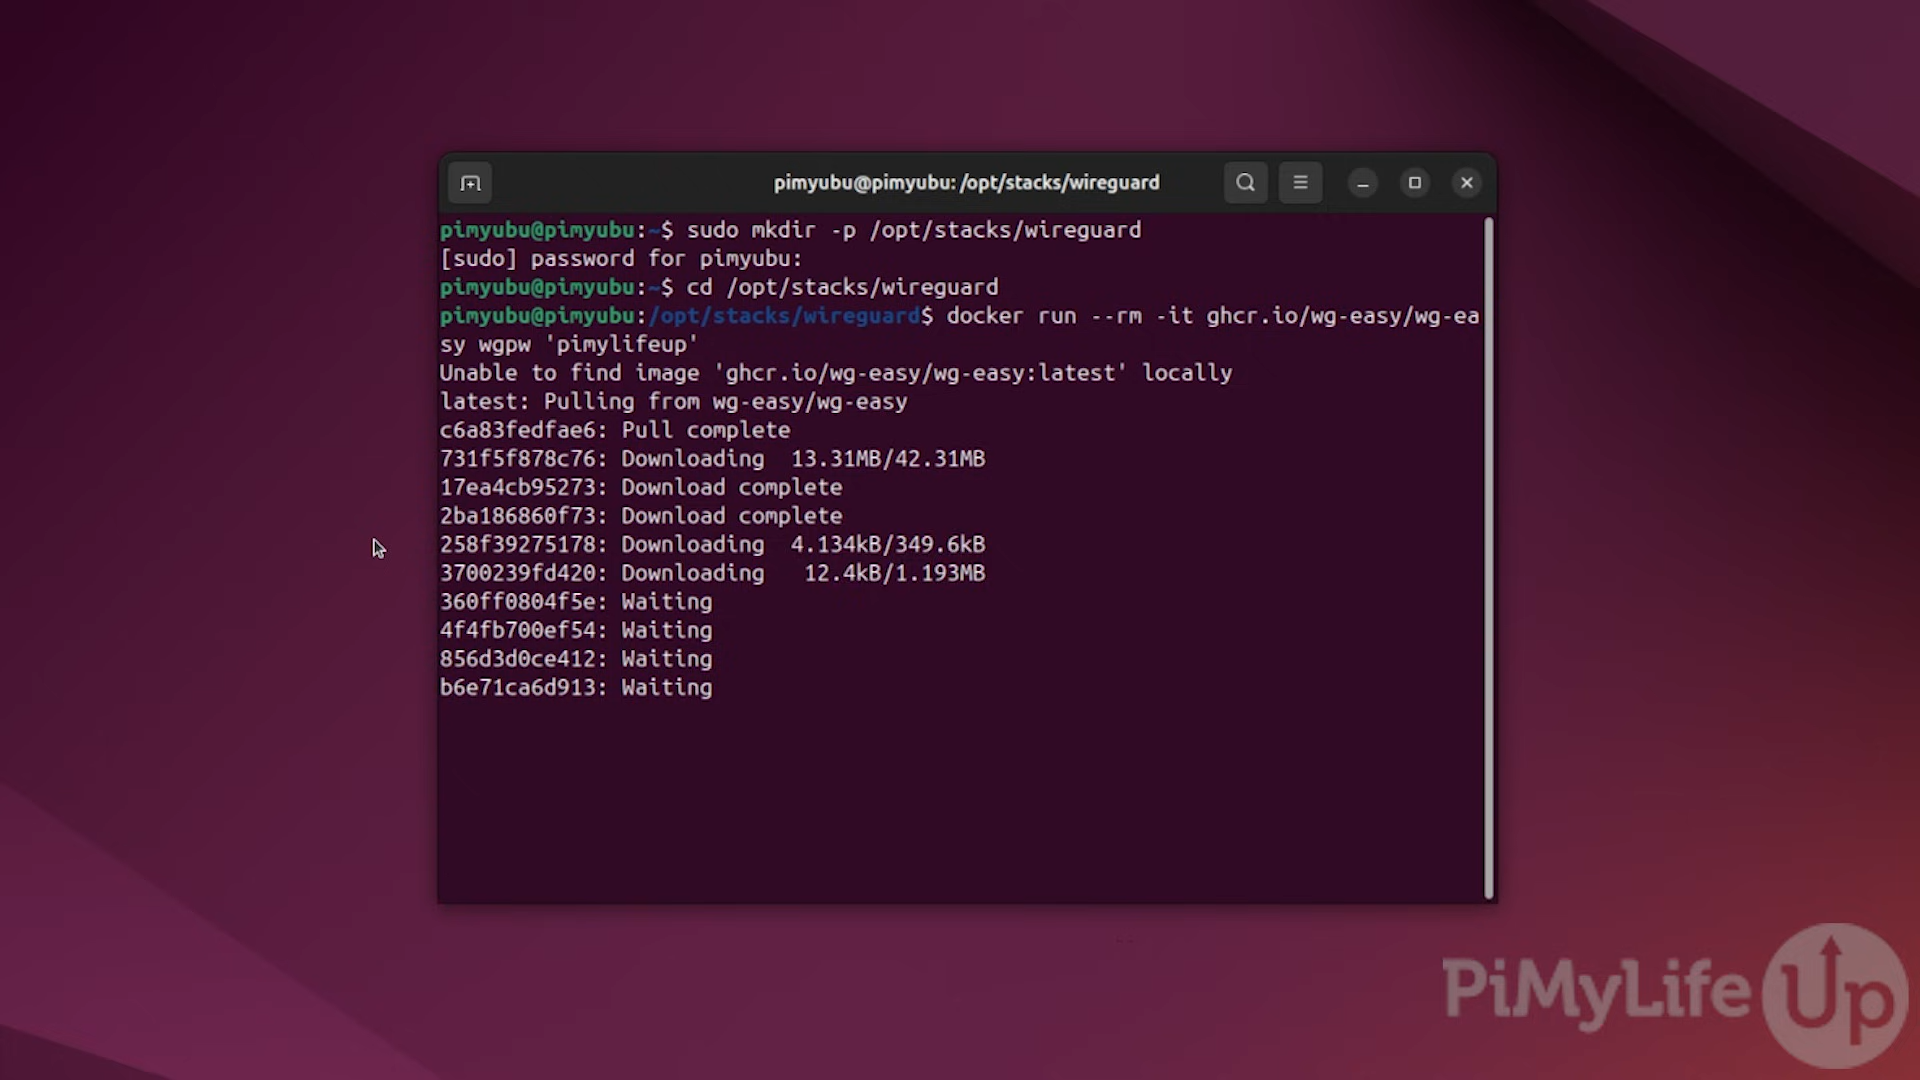 pimyubu@pimyubu: /opt/stacks/wireguard
pimyubu@pimyubu:~$ sudo mkdir -p /opt/stacks/wireguard
[sudo] password for pimyubu:
pimyubu@pimyubu:~$ cd /opt/stacks/wireguard
pimyubu@pimyubu:/opt/stacks/wireguard$ docker run --rm -it ghcr.io/wg-easy/wg-ea
sy wgpw 'pimylifeup'
Unable to find image 'ghcr.io/wg-easy/wg-easy:latest' locally
latest: Pulling from wg-easy/wg-easy
c6a83fedfae6: Pull complete
731f5f878c76: Downloading  13.31MB/42.31MB
17ea4cb95273: Download complete
2ba186860f73: Download complete
258f39275178: Downloading  4.134kB/349.6kB
3700239fd420: Downloading   12.4kB/1.193MB
360ff0804f5e: Waiting
4f4fb700ef54: Waiting
856d3d0ce412: Waiting
b6e71ca6d913: Waiting
PiMyLifeUp